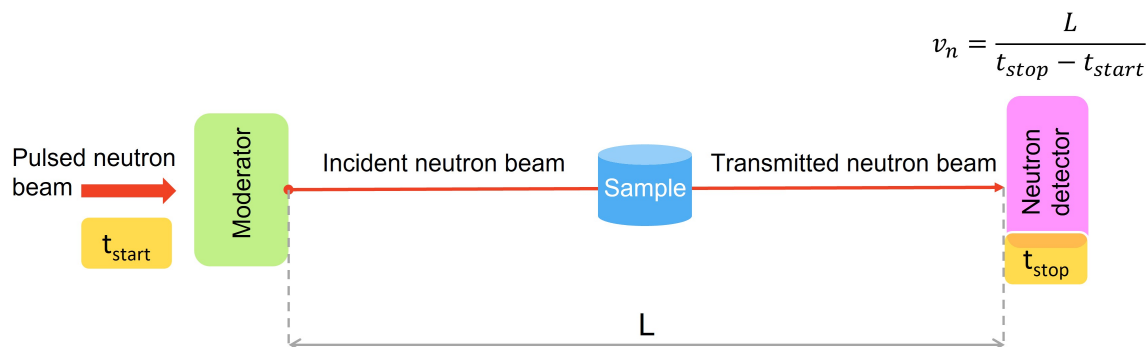 v_n = L / (t_stop − t_start)
Pulsed neutron
beam
t_start
Moderator
Incident neutron beam
Sample
Transmitted neutron beam
Neutron
detector
t_stop
L